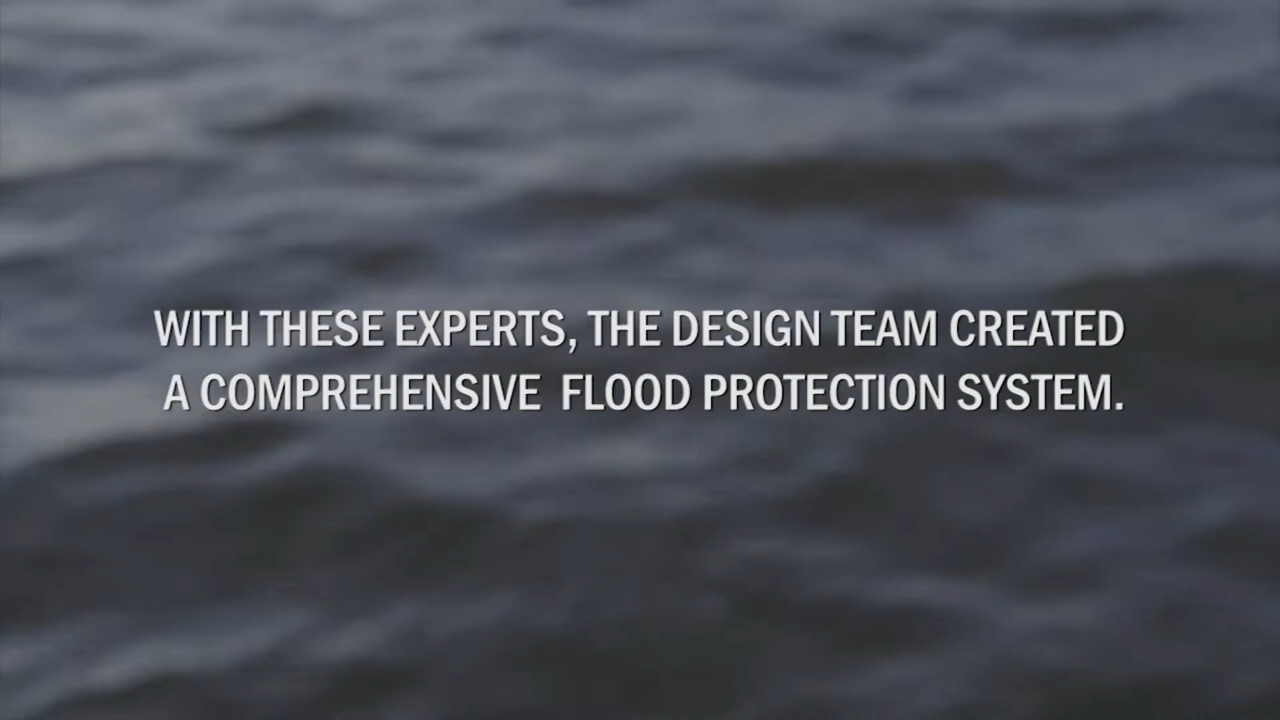 WITH THESE EXPERTS, THE DESIGN TEAM CREATED
A COMPREHENSIVE  FLOOD PROTECTION SYSTEM.